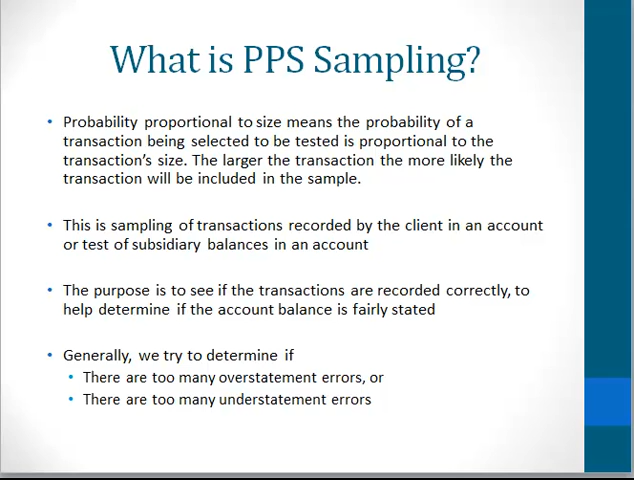 What is PPS Sampling?
• Probability proportional to size means the probability of a
transaction being selected to be tested is proportional to the
transaction's size. The larger the transaction the more likely the
transaction will be included in the sample.
• This is sampling of transactions recorded by the client in an account
or test of subsidiary balances in an account
• The purpose is to see if the transactions are recorded correctly, to
help determine if the account balance is fairly stated
• Generally, we try to determine if
• There are too many overstatement errors, or
• There are too many understatement errors